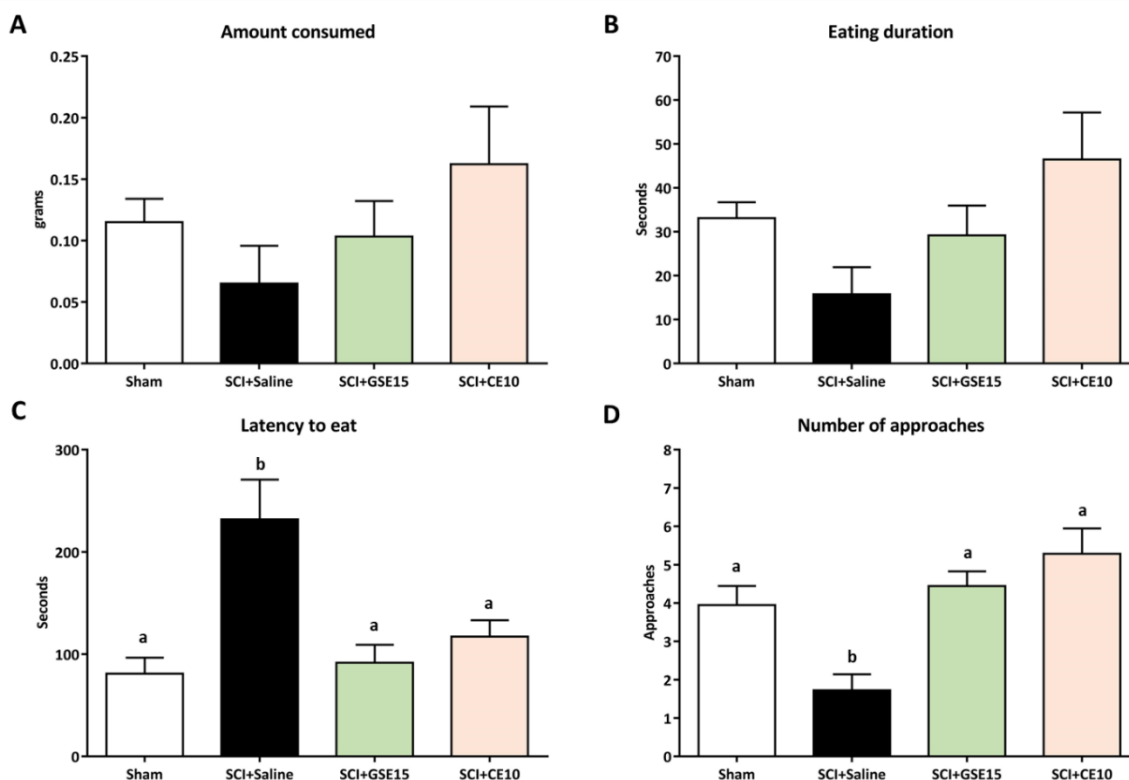 A
Amount consumed
0.25
0.20
0.15
0.10
0.05
0.00
grams
Sham
SCI+Saline
SCI+GSE15
SCI+CE10
B
Eating duration
70
60
50
40
30
20
10
0
Seconds
Sham
SCI+Saline
SCI+GSE15
SCI+CE10
C
Latency to eat
300
200
100
0
Seconds
a
b
a
a
Sham
SCI+Saline
SCI+GSE15
SCI+CE10
D
Number of approaches
8
7
6
5
4
3
2
1
0
Approaches
a
b
a
a
Sham
SCI+Saline
SCI+GSE15
SCI+CE10